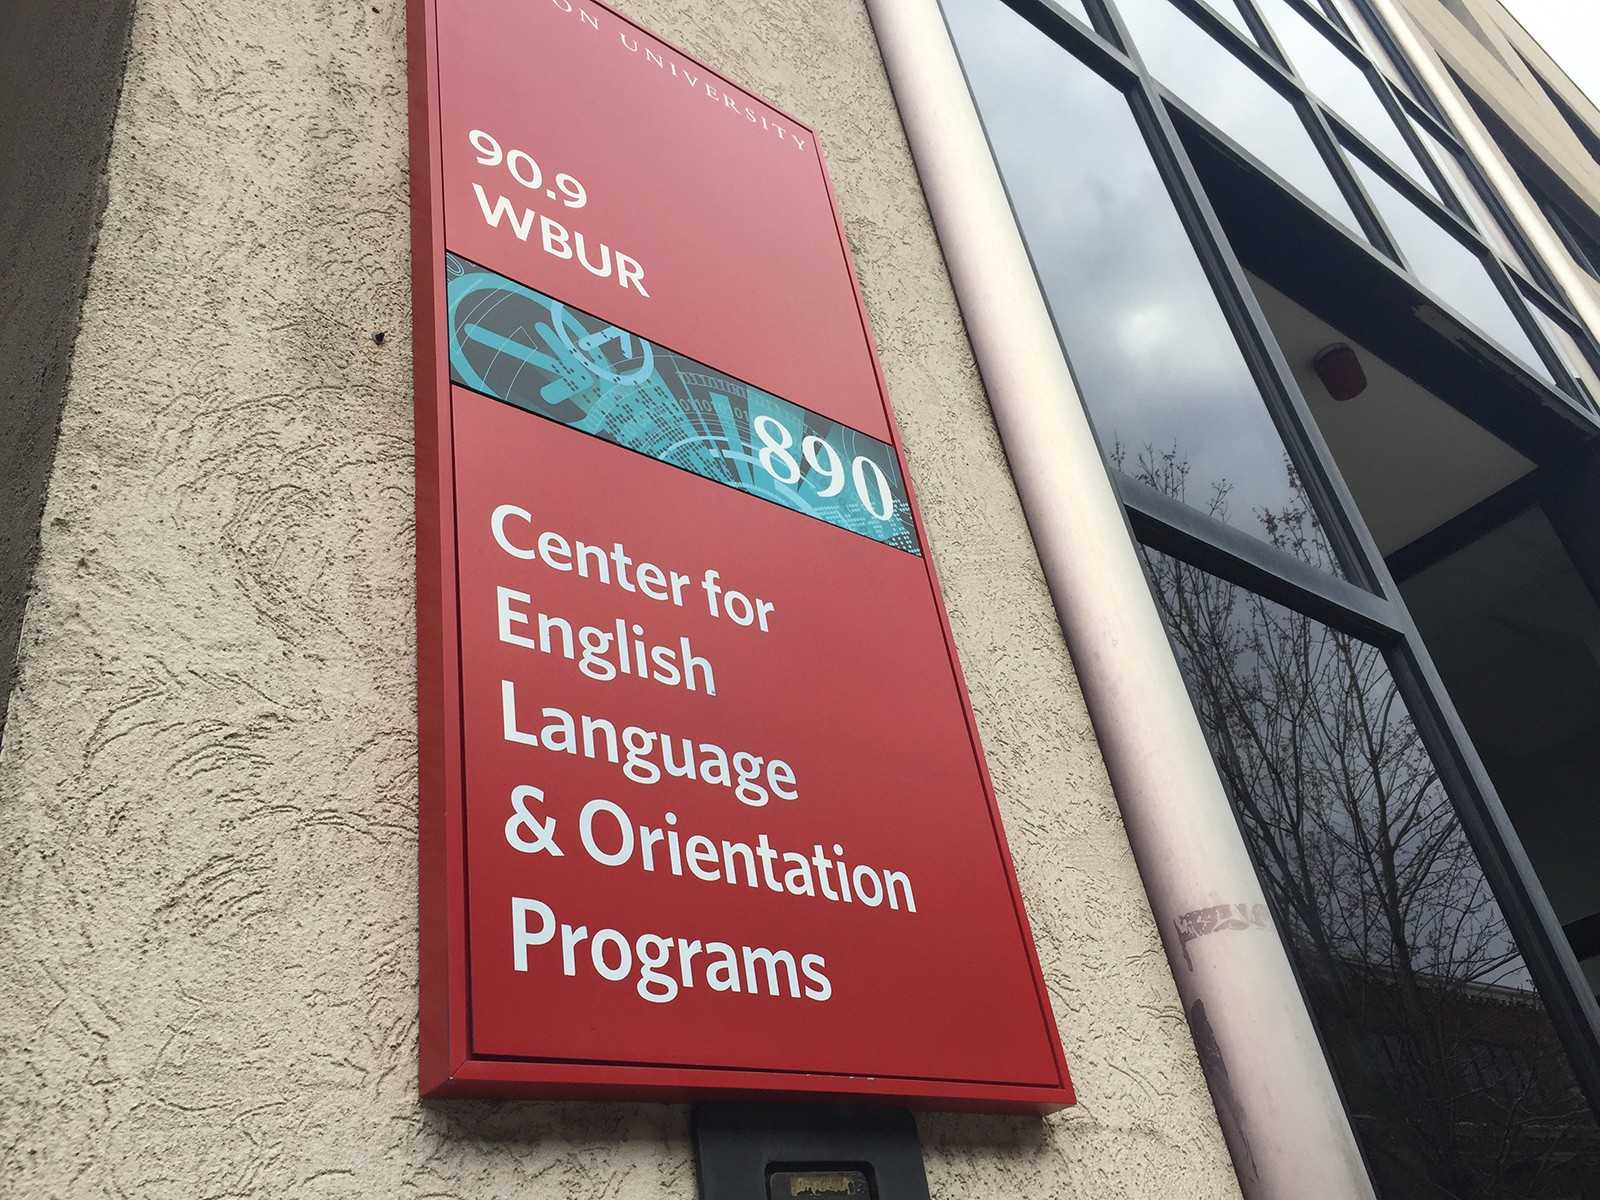 UNIVERSITY
90.9
WBUR
890
Center for
English
Language
& Orientation
Programs